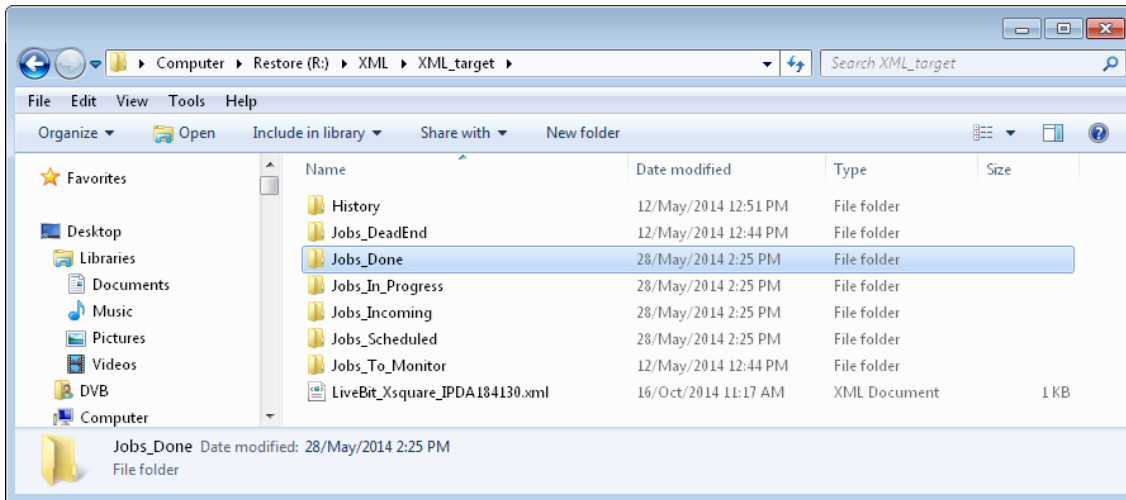 Computer Restore (R:) XML XML_target Search XML_target
File Edit View Tools Help
Organize Open Include in library Share with New folder
Favorites
Desktop
Libraries
Documents
Music
Pictures
Videos
DVB
Computer
Name Date modified Type Size
History 12/May/2014 12:51 PM File folder
Jobs_DeadEnd 12/May/2014 12:44 PM File folder
Jobs_Done 28/May/2014 2:25 PM File folder
Jobs_In_Progress 28/May/2014 2:25 PM File folder
Jobs_Incoming 28/May/2014 2:25 PM File folder
Jobs_Scheduled 28/May/2014 2:25 PM File folder
Jobs_To_Monitor 12/May/2014 12:44 PM File folder
LiveBit_Xsquare_IPDA184130.xml 16/Oct/2014 11:17 AM XML Document 1 KB
Jobs_Done Date modified: 28/May/2014 2:25 PM
File folder